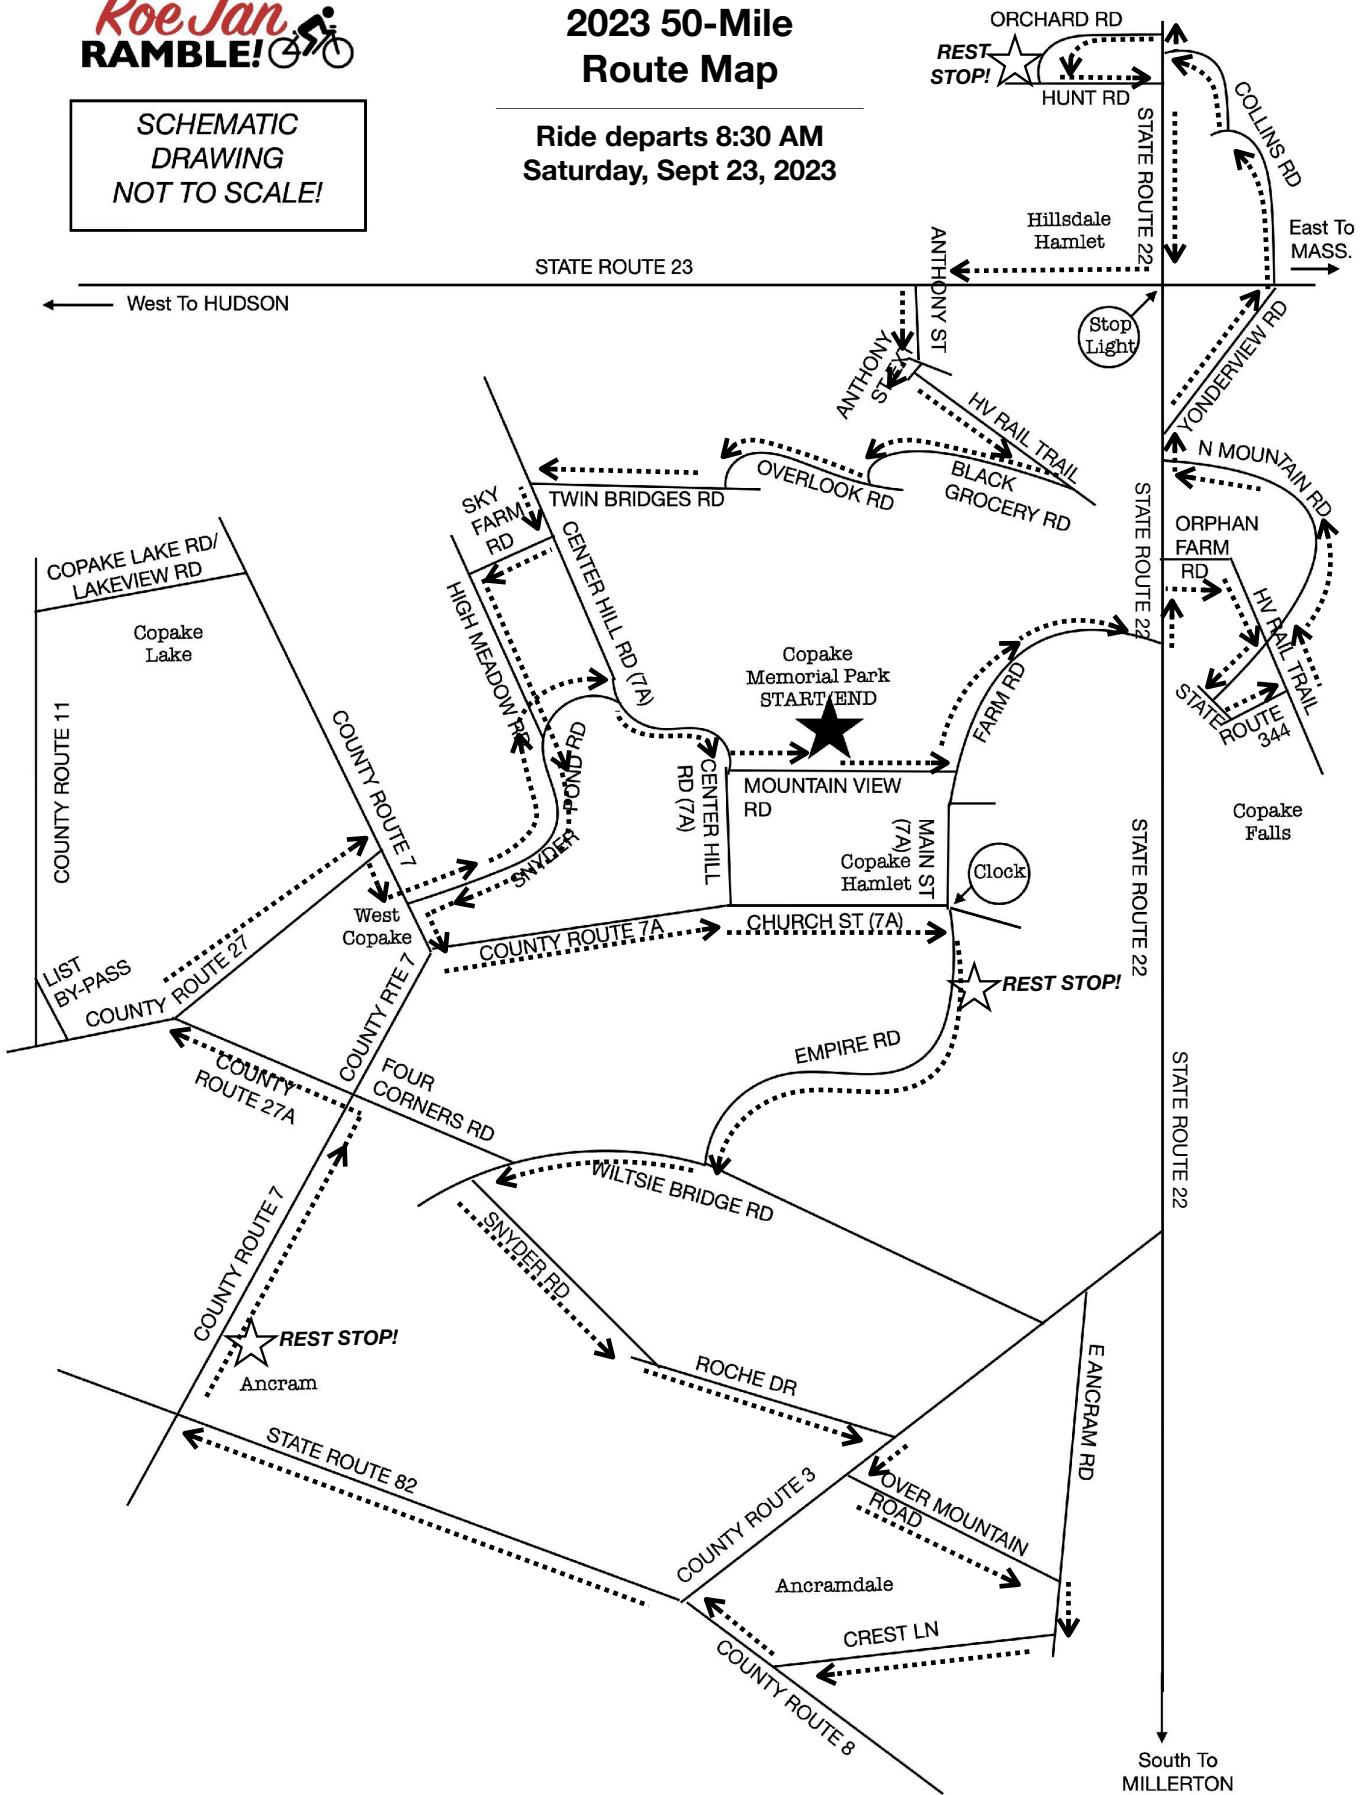 Roe Jan
RAMBLE!
2023 50-Mile
Route Map
Ride departs 8:30 AM
Saturday, Sept 23, 2023
SCHEMATIC
DRAWING
NOT TO SCALE!
ORCHARD RD
REST
STOP!
HUNT RD
COLLINS RD
STATE ROUTE 22
Hillsdale
Hamlet
East To
MASS.
STATE ROUTE 23
West To HUDSON
ANTHONY ST
Stop
Light
YONDERVIEW RD
ANTHONY
ST EXT
HV RAIL TRAIL
N MOUNTAIN RD
BLACK
GROCERY RD
OVERLOOK RD
TWIN BRIDGES RD
SKY
FARM
RD
CENTER HILL RD (7A)
STATE ROUTE 22
ORPHAN
FARM
RD
HV RAIL TRAIL
COPAKE LAKE RD/
LAKEVIEW RD
Copake
Lake
HIGH MEADOW RD
Copake
Memorial Park
START/END
FARM RD
STATE
ROUTE
344
COUNTY ROUTE 11
COUNTY ROUTE 7
SNYDER
POND RD
CENTER HILL
RD (7A)
MOUNTAIN VIEW
RD
MAIN ST
(7A)
Copake
Hamlet
Clock
STATE ROUTE 22
Copake
Falls
West
Copake
COUNTY ROUTE 7A
CHURCH ST (7A)
LIST
BY-PASS
COUNTY ROUTE 27
COUNTY RTE 7
REST STOP!
EMPIRE RD
COUNTY
ROUTE 27A
FOUR
CORNERS RD
STATE ROUTE 22
WILTSIE BRIDGE RD
COUNTY ROUTE 7
SNYDER RD
REST STOP!
Ancram
ROCHE DR
E ANCRAM RD
STATE ROUTE 82
COUNTY ROUTE 3
OVER MOUNTAIN
ROAD
Ancramdale
CREST LN
COUNTY ROUTE 8
South To
MILLERTON